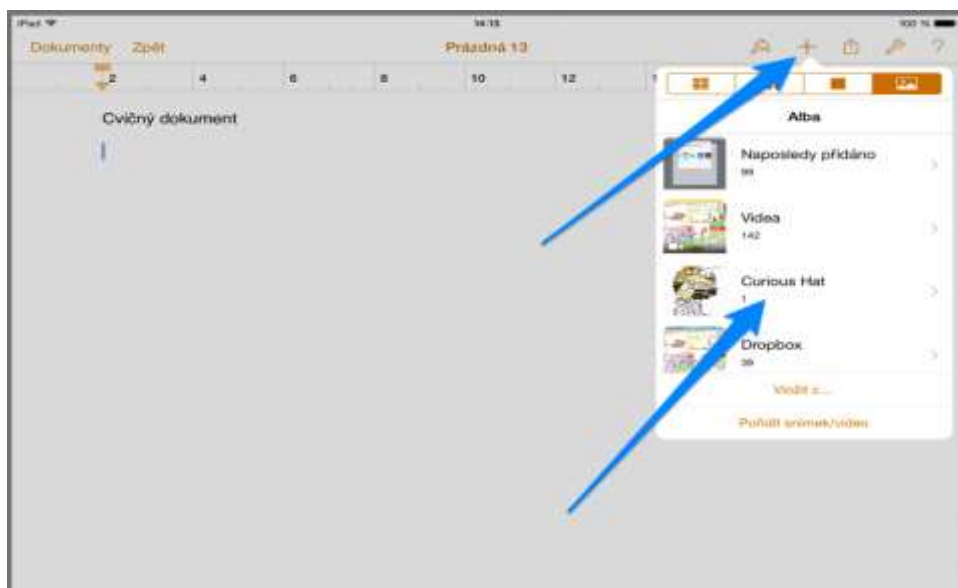 iPad
14:15
100 %
Dokumenty Zpět Prázdná 13 ?
2 4 6 8 10 12
Cvičný dokument
Alba
Naposledy přidáno
99
Videa
142
Curious Hat
1
Dropbox
39
Vložit z...
Pořídit snímek/video